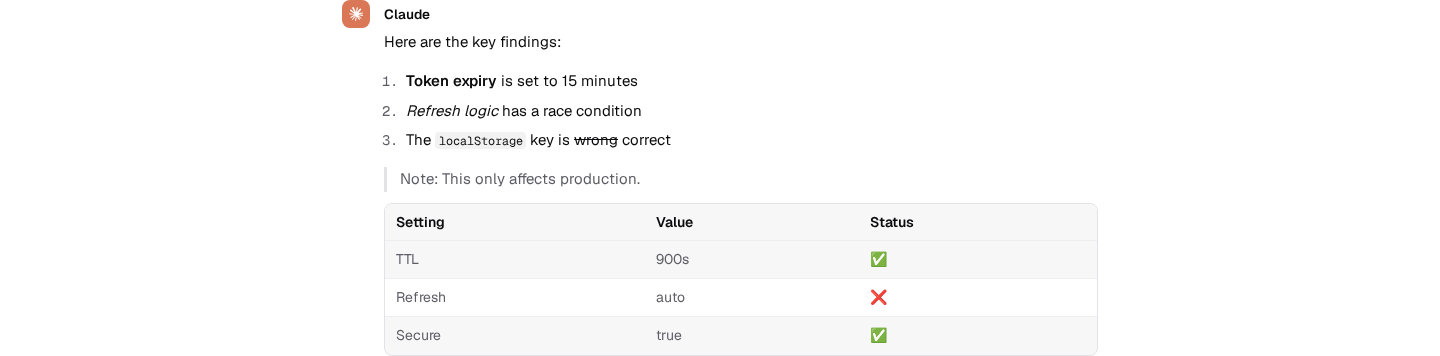 Claude
Here are the key findings:
1. Token expiry is set to 15 minutes
2. Refresh logic has a race condition
3. The localStorage key is wrong correct
Note: This only affects production.
Setting Value Status
TTL 900s ✅
Refresh auto ❌
Secure true ✅